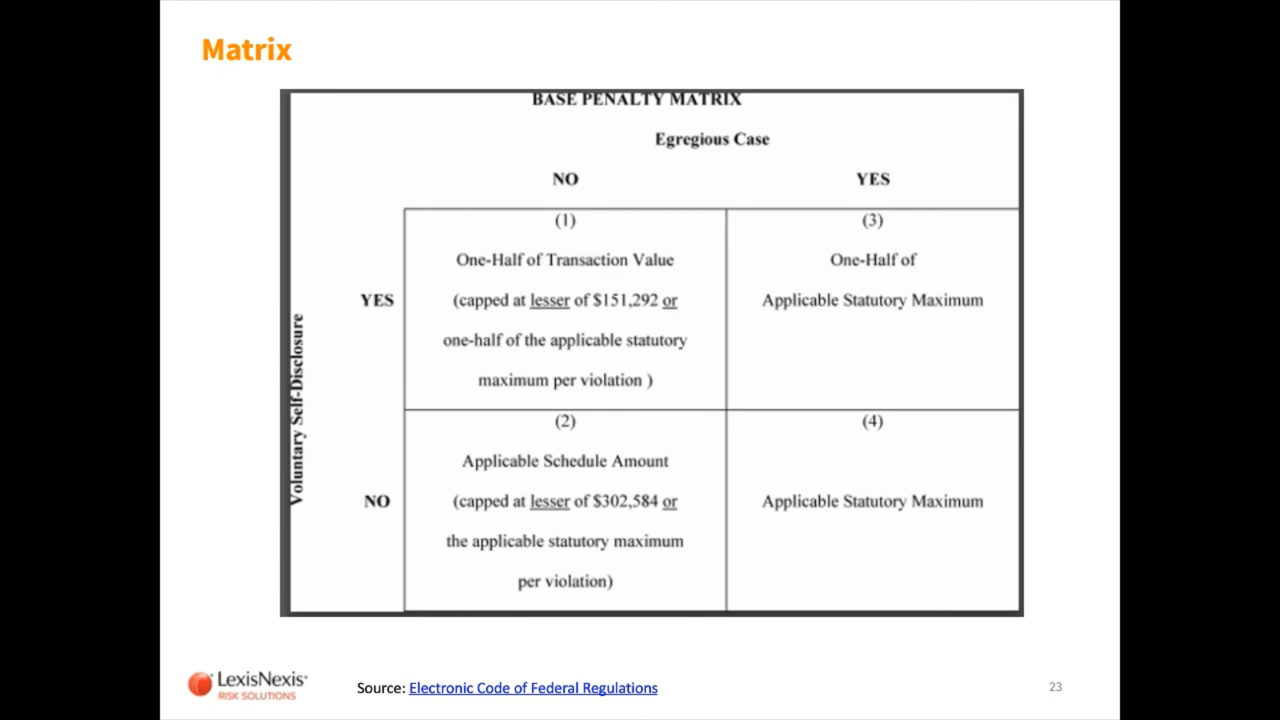 Matrix
BASE PENALTY MATRIX
Egregious Case
NO
YES
Voluntary Self-Disclosure
YES
(1)
One-Half of Transaction Value
(capped at lesser of $151,292 or
one-half of the applicable statutory
maximum per violation )
(3)
One-Half of
Applicable Statutory Maximum
NO
(2)
Applicable Schedule Amount
(capped at lesser of $302,584 or
the applicable statutory maximum
per violation)
(4)
Applicable Statutory Maximum
LexisNexis
RISK SOLUTIONS
Source: Electronic Code of Federal Regulations
23